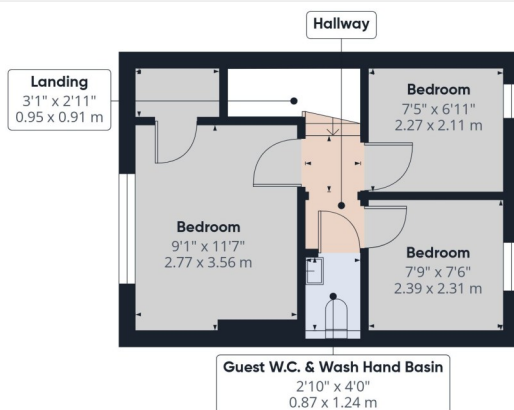 Hallway
Landing
3'1" x 2'11"
0.95 x 0.91 m
Bedroom
7'5" x 6'11"
2.27 x 2.11 m
Bedroom
9'1" x 11'7"
2.77 x 3.56 m
Bedroom
7'9" x 7'6"
2.39 x 2.31 m
Guest W.C. & Wash Hand Basin
2'10" x 4'0"
0.87 x 1.24 m